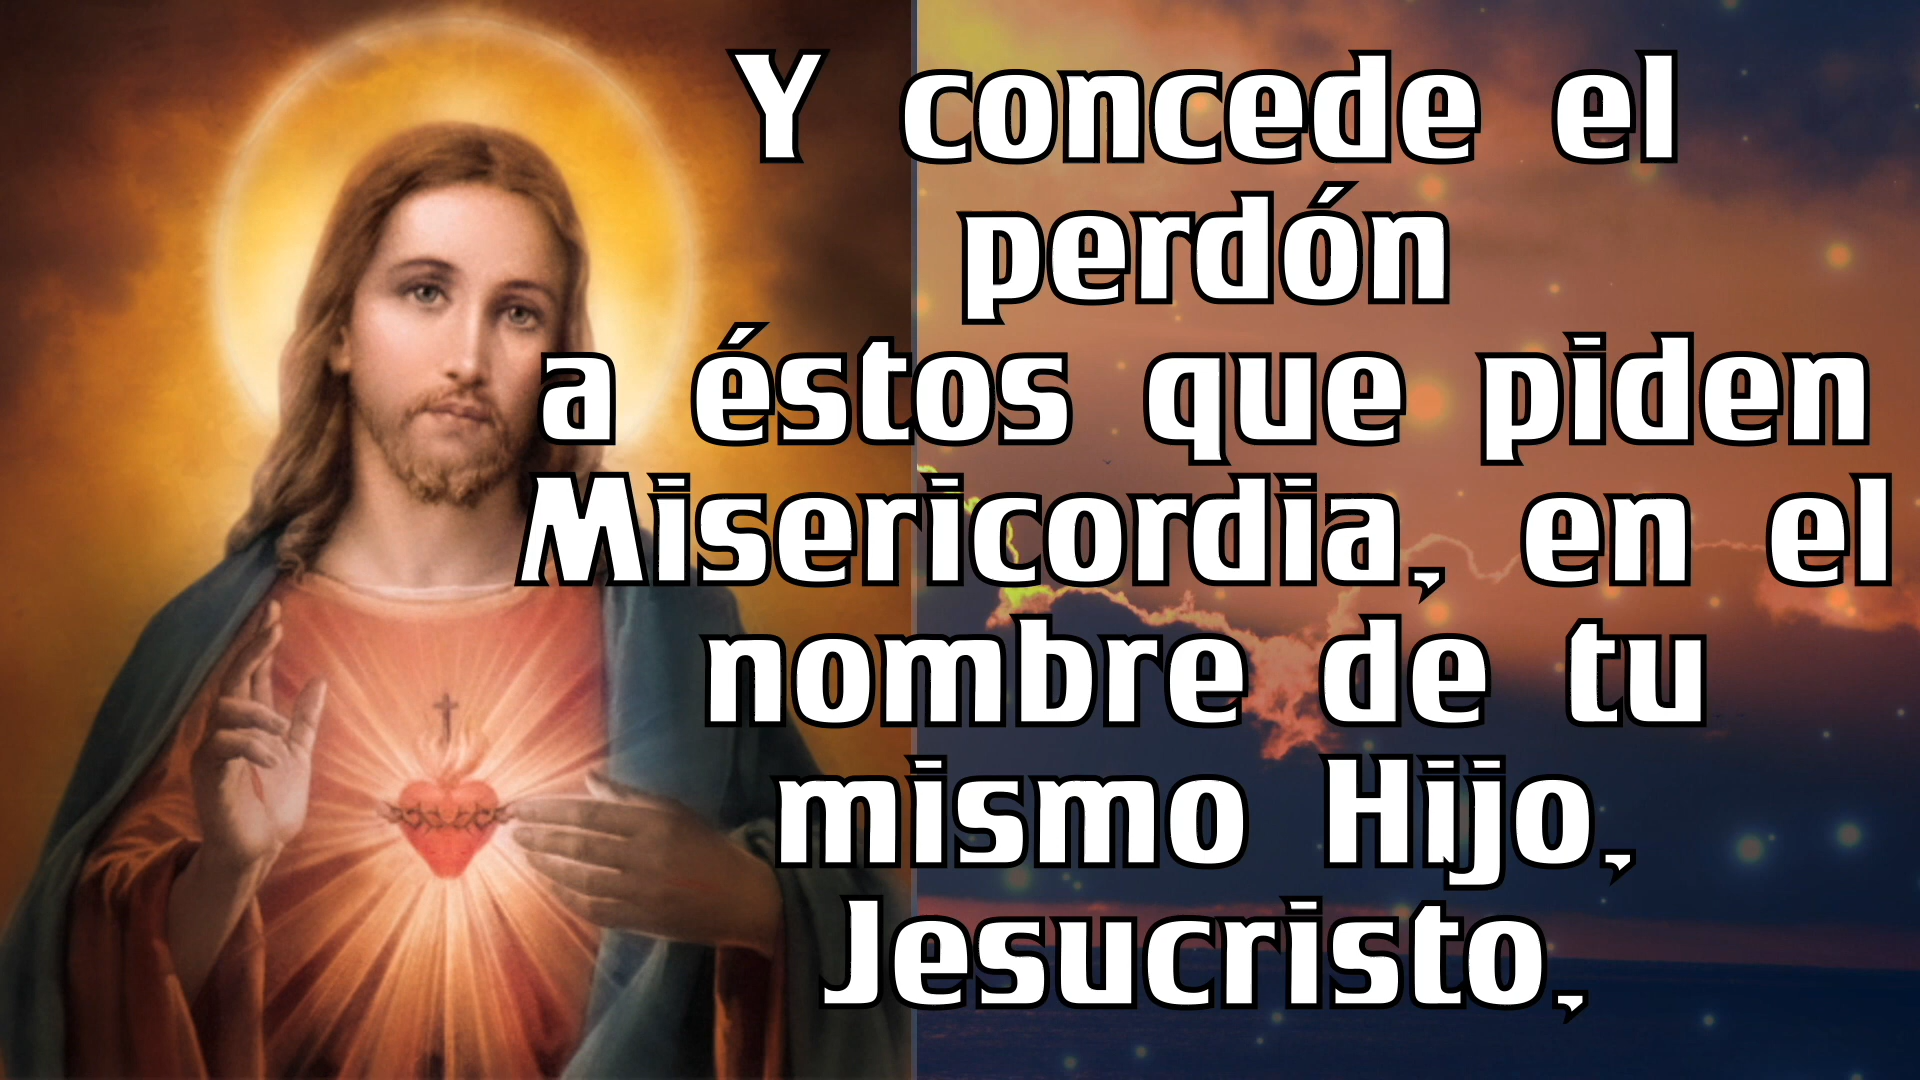 Y concede el
perdón
a éstos que piden
Misericordia, en el
nombre de tu
mismo Hijo,
Jesucristo,